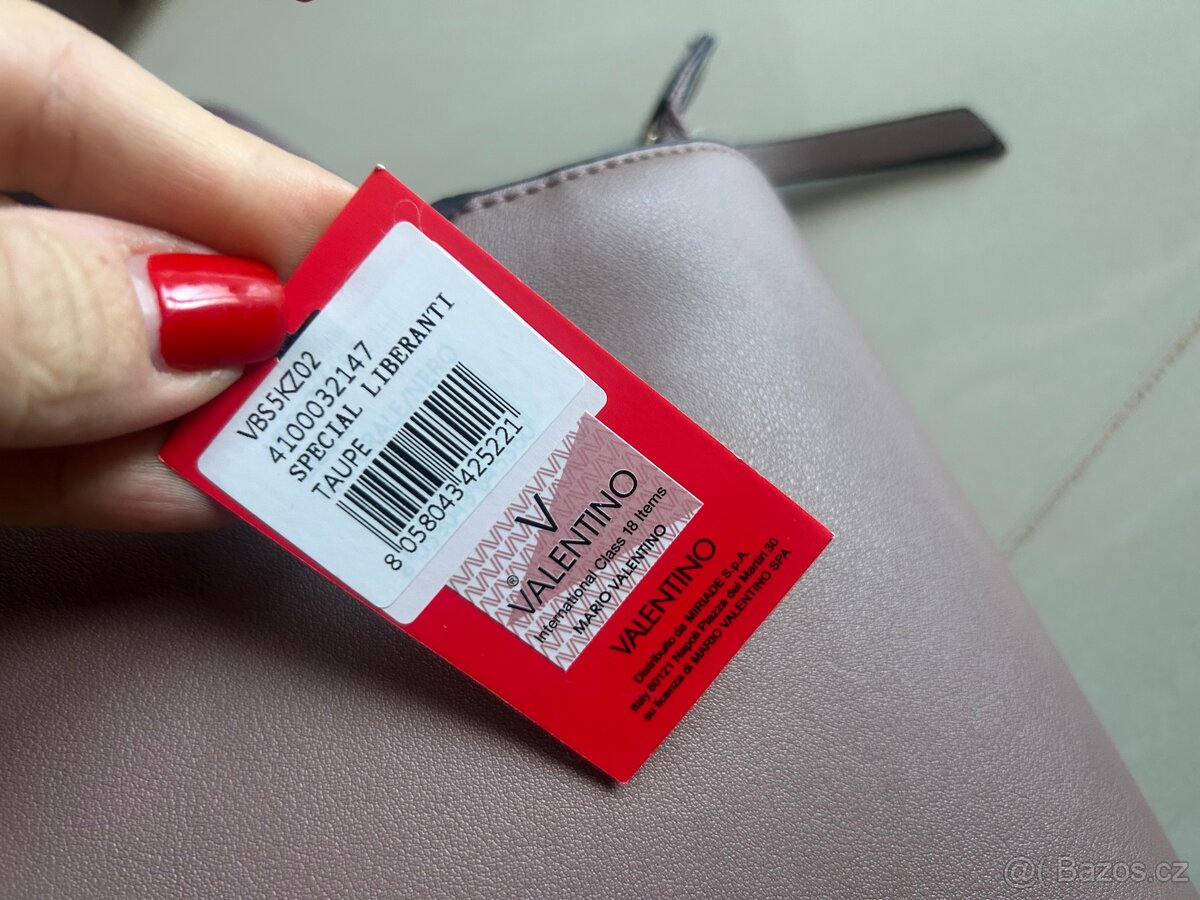 VBS5KZ02
4100032147
SPECIAL LIBERANTI
TAUPE
8 058043 425221
V
®
VALENTINO
International Class 18 Items
MARIO VALENTINO
VALENTINO
Distribuito da MIRIADE S.p.A
Italy 80121 Napoli Piazza dei Martiri 30
su licenza di MARIO VALENTINO SPA
@( Bazos.cz